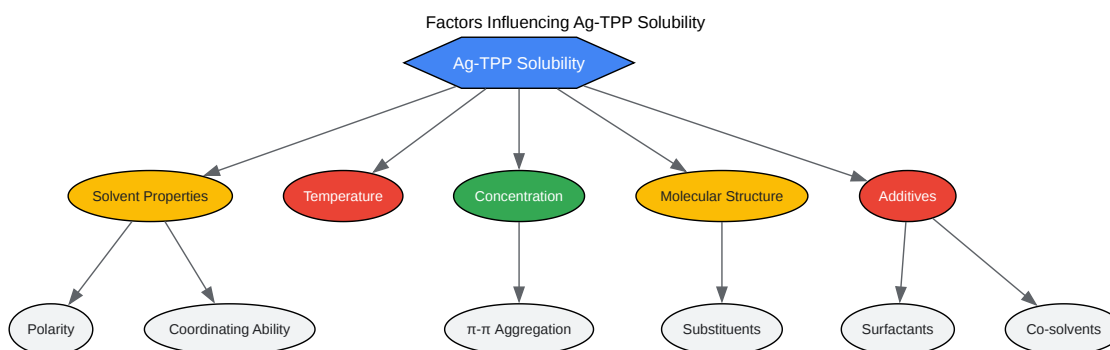 Factors Influencing Ag-TPP Solubility
Ag-TPP Solubility
Solvent Properties
Temperature
Concentration
Molecular Structure
Additives
Polarity
Coordinating Ability
π-π Aggregation
Substituents
Surfactants
Co-solvents